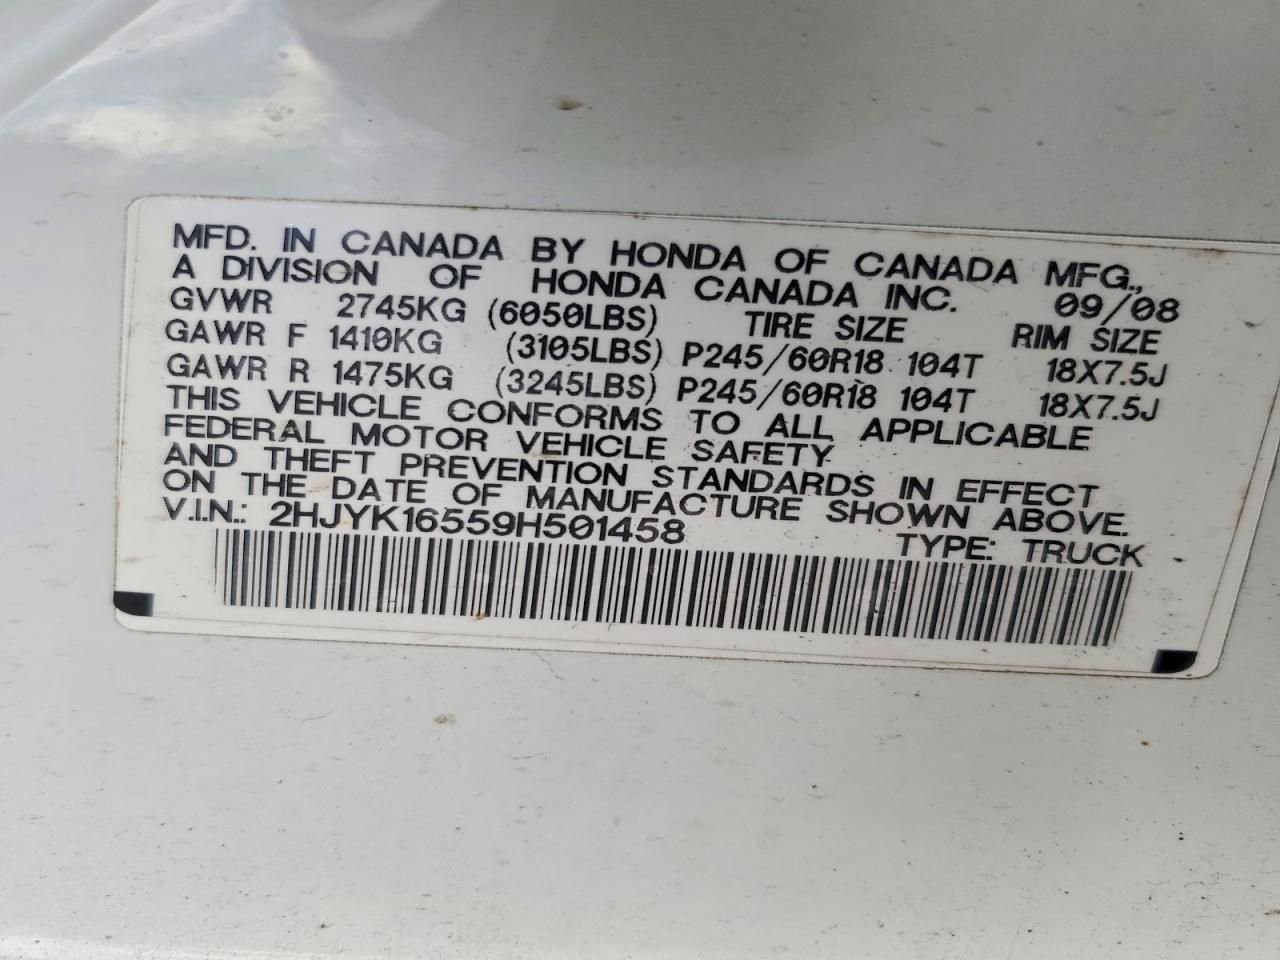 MFD. IN CANADA BY HONDA OF CANADA MFG.,
A DIVISION OF HONDA CANADA INC. 09/08
GVWR 2745KG (6050LBS) TIRE SIZE RIM SIZE
GAWR F 1410KG (3105LBS) P245/60R18 104T 18X7.5J
GAWR R 1475KG (3245LBS) P245/60R18 104T 18X7.5J
THIS VEHICLE CONFORMS TO ALL APPLICABLE
FEDERAL MOTOR VEHICLE SAFETY
AND THEFT PREVENTION STANDARDS IN EFFECT
ON THE DATE OF MANUFACTURE SHOWN ABOVE.
V.I.N.: 2HJYK16559H501458 TYPE: TRUCK